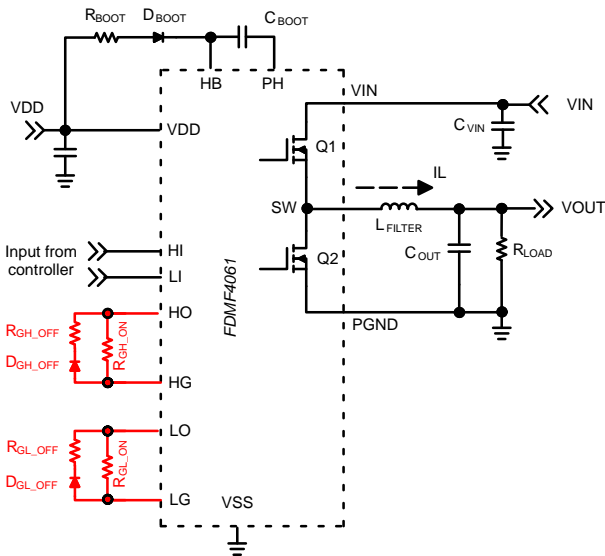 RBOOT
DBOOT
CBOOT
HB
PH
VDD
VDD
VIN
VIN
CVIN
Q1
IL
SW
LFILTER
VOUT
COUT
RLOAD
Input from
controller
HI
LI
FDMF4061
Q2
PGND
HO
RGH_OFF
DGH_OFF
RGH_ON
HG
LO
RGL_OFF
DGL_OFF
RGL_ON
LG
VSS